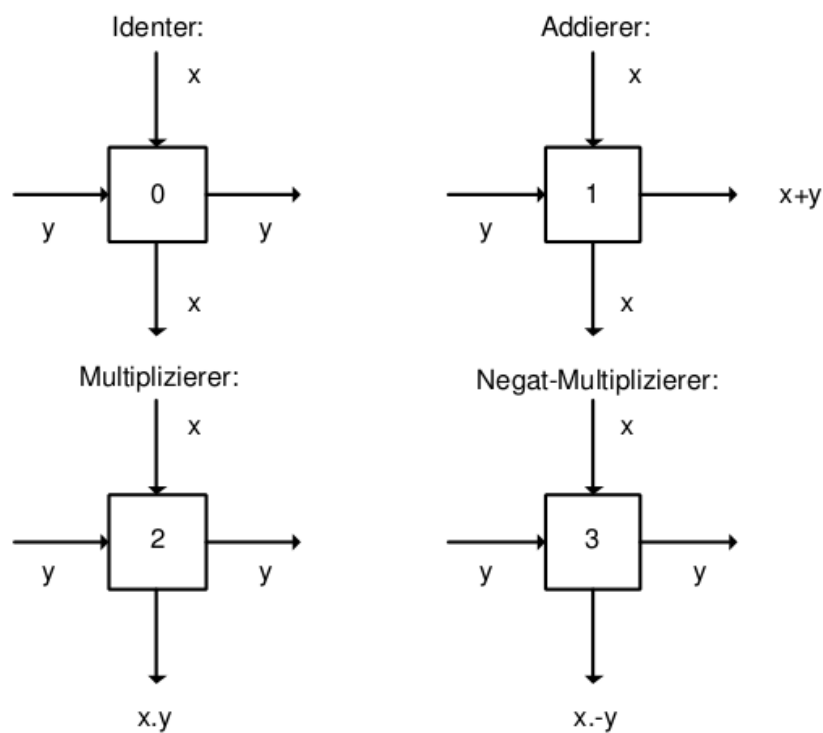 Identer:
Addierer:
x
x
0
1
x+y
y
y
y
x
x
Multiplizierer:
Negat-Multiplizierer:
x
x
2
3
y
y
y
y
x.y
x.-y